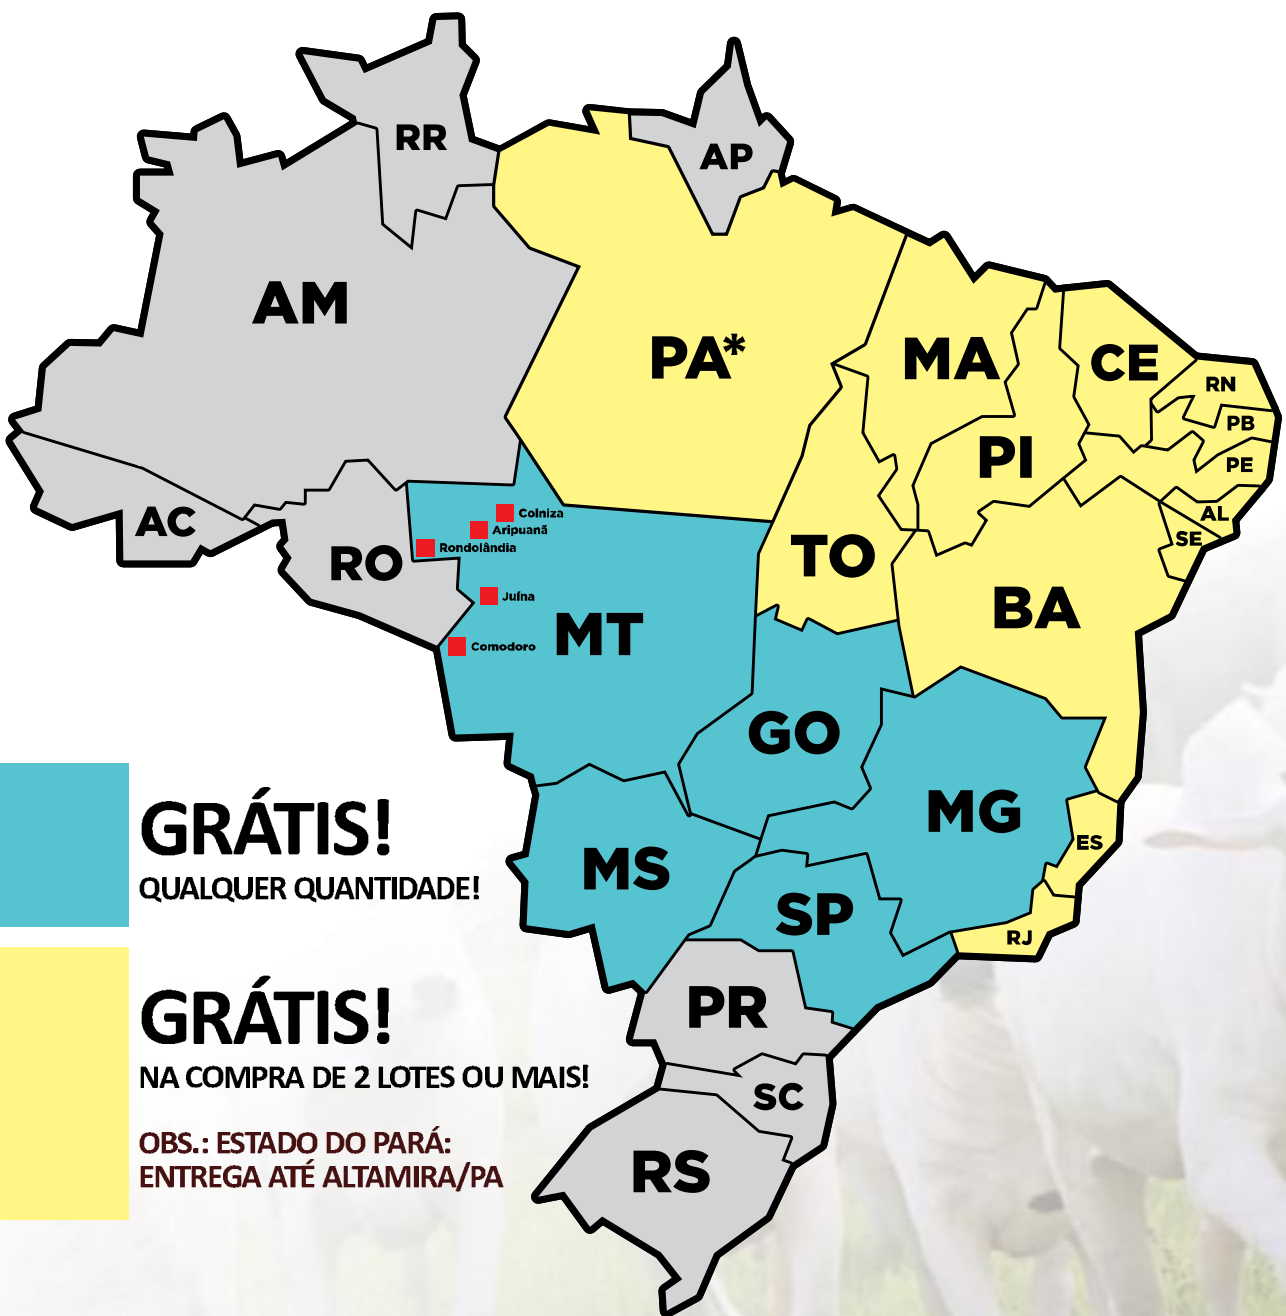 RR
AP
AM
PA*
MA
CE
RN
PB
PI
PE
AL
SE
AC
RO
Colniza
Aripuanã
Rondolândia
Juína
Comodoro
MT
TO
BA
GO
MG
ES
MS
SP
RJ
PR
SC
RS
GRÁTIS!
QUALQUER QUANTIDADE!
GRÁTIS!
NA COMPRA DE 2 LOTES OU MAIS!
OBS.: ESTADO DO PARÁ:
ENTREGA ATÉ ALTAMIRA/PA